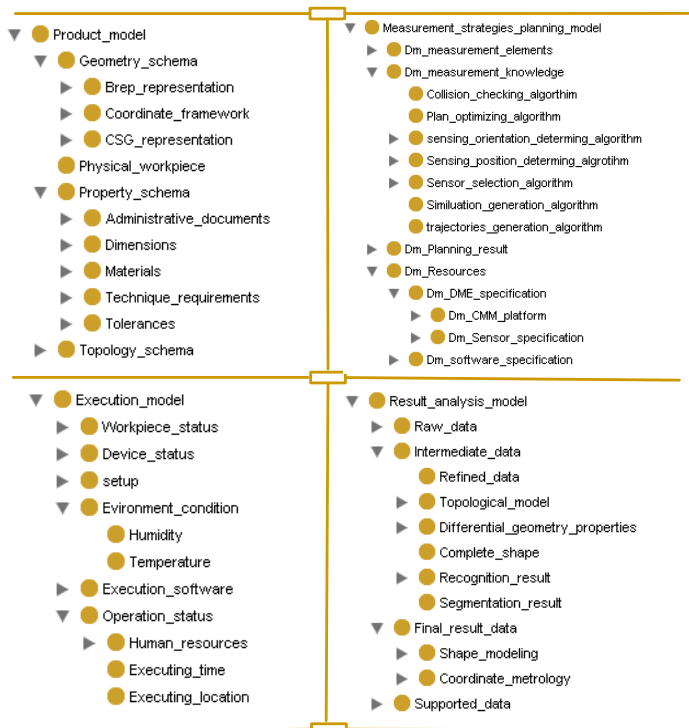 Product_model
Geometry_schema
Brep_representation
Coordinate_framework
CSG_representation
Physical_workpiece
Property_schema
Administrative_documents
Dimensions
Materials
Technique_requirements
Tolerances
Topology_schema
Measurement_strategies_planning_model
Dm_measurement_elements
Dm_measurement_knowledge
Collision_checking_algorthim
Plan_optimizing_algorithm
sensing_orientation_determing_algorithm
Sensing_position_determing_algrotihm
Sensor_selection_algorithm
Similuation_generation_algorithm
trajectories_generation_algorithm
Dm_Planning_result
Dm_Resources
Dm_DME_specification
Dm_CMM_platform
Dm_Sensor_specification
Dm_software_specification
Execution_model
Workpiece_status
Device_status
setup
Evironment_condition
Humidity
Temperature
Execution_software
Operation_status
Human_resources
Executing_time
Executing_location
Result_analysis_model
Raw_data
Intermediate_data
Refined_data
Topological_model
Differential_geometry_properties
Complete_shape
Recognition_result
Segmentation_result
Final_result_data
Shape_modeling
Coordinate_metrology
Supported_data